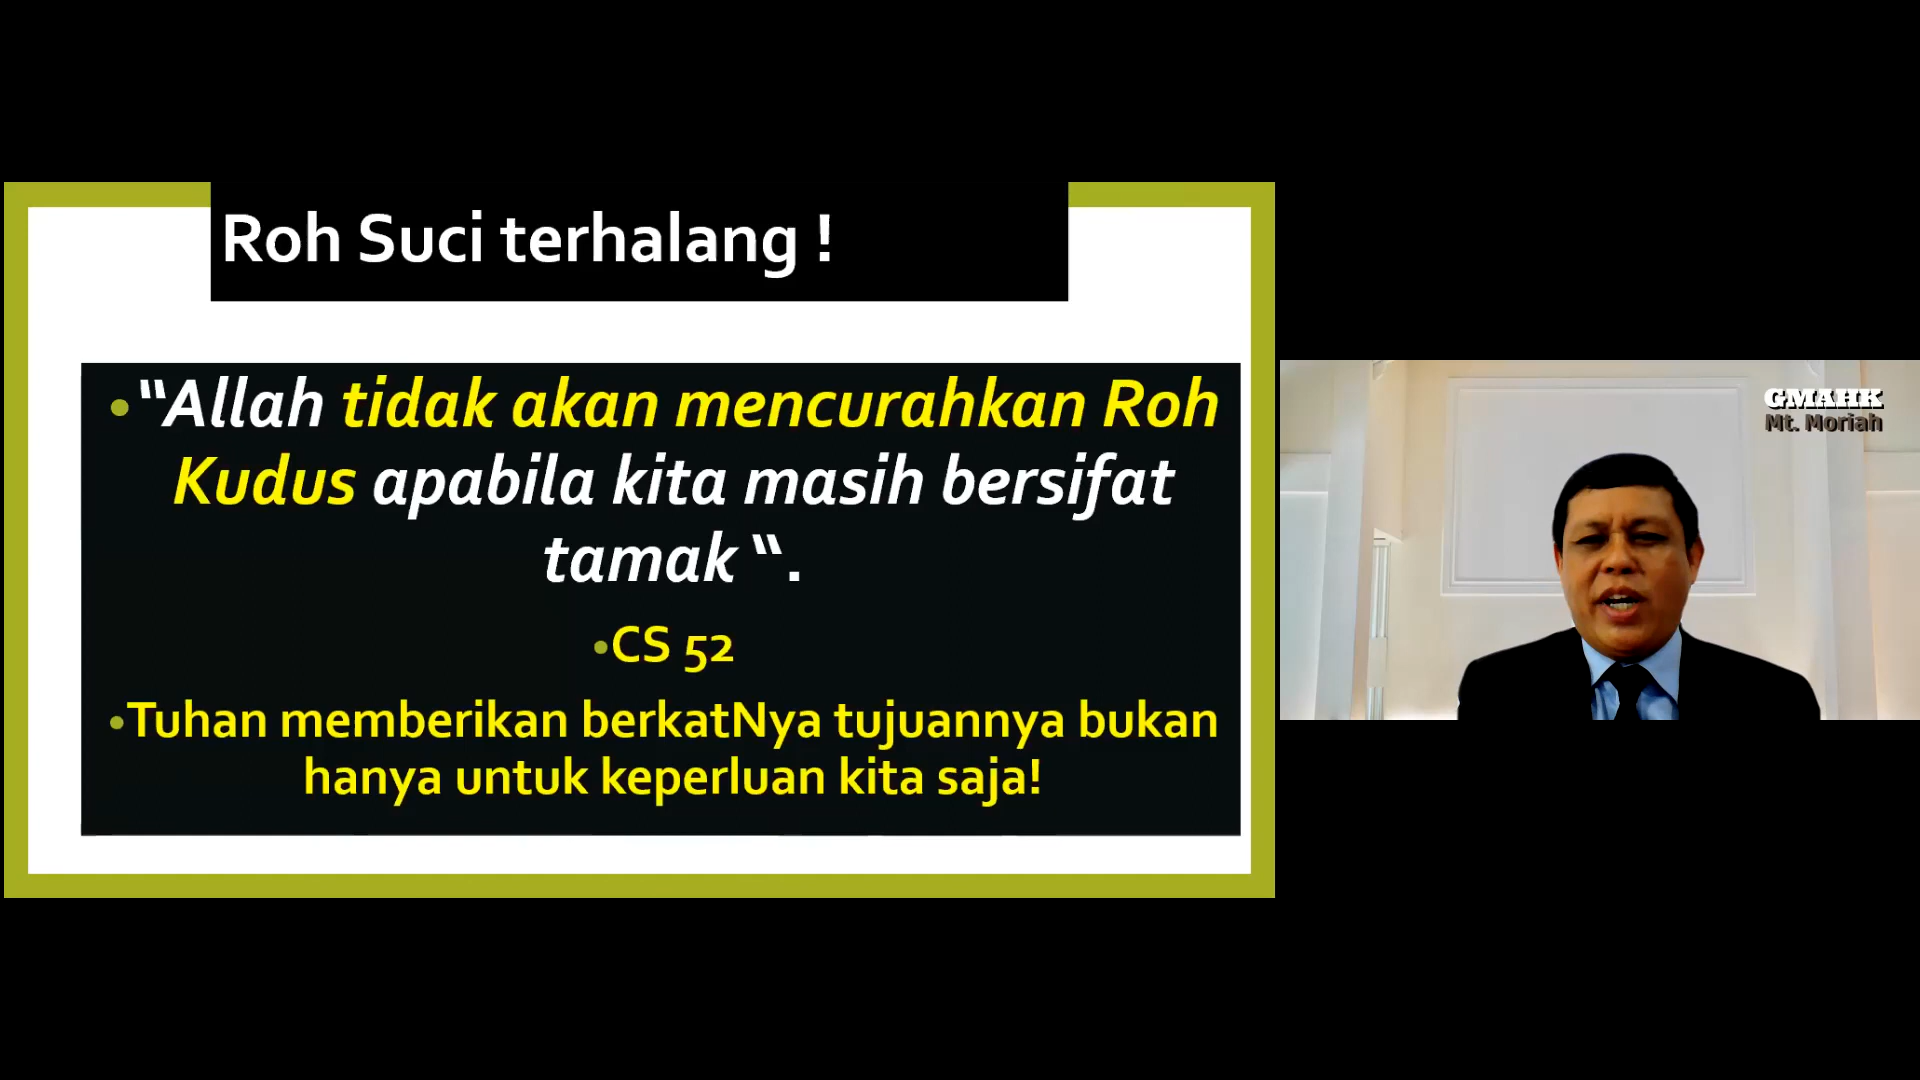 Roh Suci terhalang !
•“Allah tidak akan mencurahkan Roh
Kudus apabila kita masih bersifat
tamak “.
•CS 52
•Tuhan memberikan berkatNya tujuannya bukan
hanya untuk keperluan kita saja!
GMAHK
Mt. Moriah